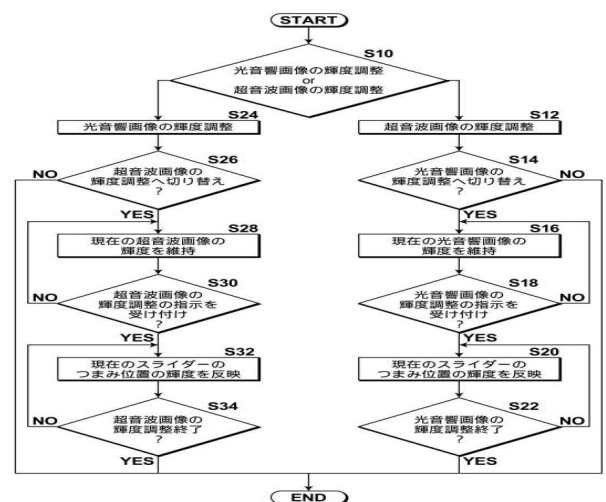 START
S10
光音響画像の輝度調整
or
超音波画像の輝度調整
S24
光音響画像の輝度調整
S26
超音波画像の
輝度調整へ切り替え
?
NO
YES
S28
現在の超音波画像の
輝度を維持
S30
超音波画像の
輝度調整の指示を
受け付け
?
NO
YES
S32
現在のスライダーの
つまみ位置の輝度を反映
S34
超音波画像の
輝度調整終了
?
NO
YES
S12
超音波画像の輝度調整
S14
光音響画像の
輝度調整へ切り替え
?
NO
YES
S16
現在の光音響画像の
輝度を維持
S18
光音響画像の
輝度調整の指示を
受け付け
?
NO
YES
S20
現在のスライダーの
つまみ位置の輝度を反映
S22
光音響画像の
輝度調整終了
?
NO
YES
END